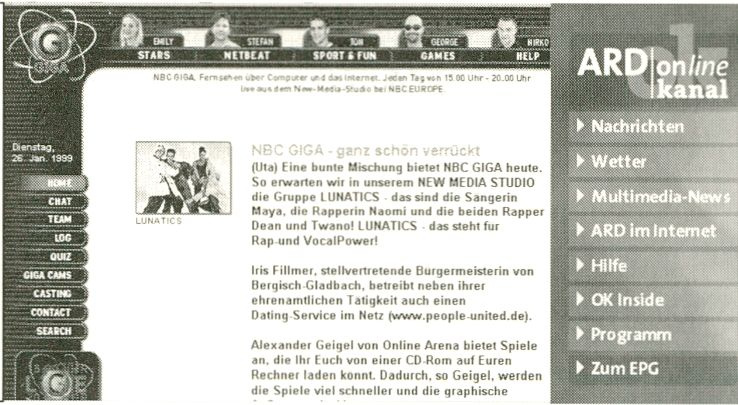 GIGA
EMILY
STEFAN
TOM
GEORGE
MIRKO
STARS
NETBEAT
SPORT & FUN
GAMES
HELP
NBC GIGA, Fernsehen über Computer und das Internet. Jeden Tag von 15.00 Uhr - 20.00 Uhr
live aus dem New-Media-Studio bei NBC EUROPE.
Dienstag,
26. Jan. 1999
HOME
CHAT
TEAM
LOG
QUIZ
GIGA CAMS
CASTING
CONTACT
SEARCH
LUNATICS
NBC GIGA - ganz schön verrückt
(Uta) Eine bunte Mischung bietet NBC GIGA heute.
So erwarten wir in unserem NEW MEDIA STUDIO
die Gruppe LUNATICS - das sind die Sangerin
Maya, die Rapperin Naomi und die beiden Rapper
Dean und Twano! LUNATICS - das steht fur
Rap-und VocalPower!
Iris Fillmer, stellvertretende Burgermeisterin von
Bergisch-Gladbach, betreibt neben ihrer
ehrenamtlichen Tatigkeit auch einen
Dating-Service im Netz (www.people-united.de).
Alexander Geigel von Online Arena bietet Spiele
an, die Ihr Euch von einer CD-Rom auf Euren
Rechner laden konnt. Dadurch, so Geigel, werden
die Spiele viel schneller und die graphische
ARD online
kanal
Nachrichten
Wetter
Multimedia-News
ARD im Internet
Hilfe
OK Inside
Programm
Zum EPG